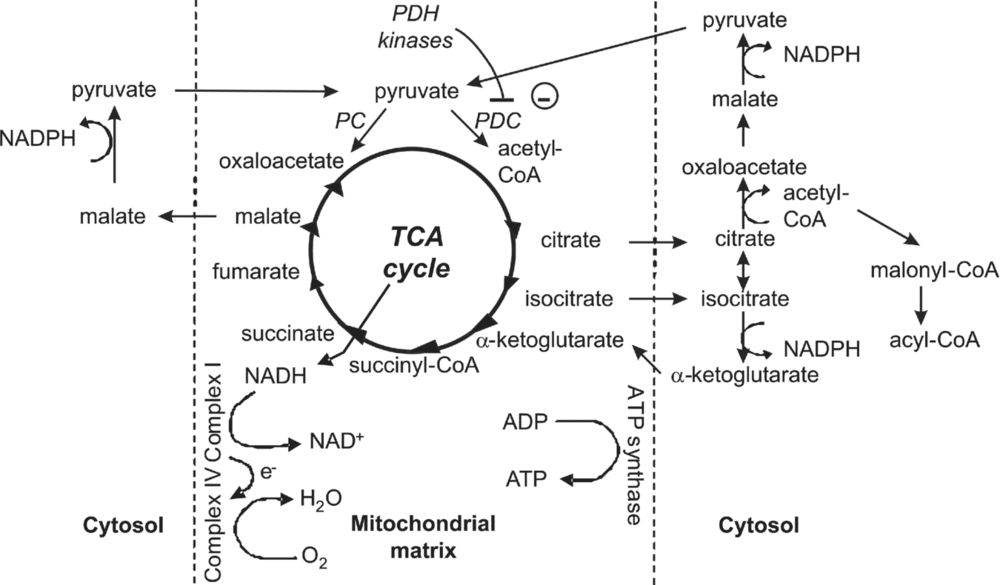 PDH
kinases
pyruvate
NADPH
malate
pyruvate
pyruvate
NADPH
PC
PDC
acetyl-
CoA
oxaloacetate
oxaloacetate
acetyl-
CoA
malate
malate
TCA
cycle
citrate
citrate
malonyl-CoA
fumarate
isocitrate
isocitrate
acyl-CoA
succinate
α-ketoglutarate
NADPH
succinyl-CoA
α-ketoglutarate
NADH
Complex I
NAD+
ADP
ATP synthase
e-
ATP
Complex IV
H2O
O2
Cytosol
Mitochondrial
matrix
Cytosol